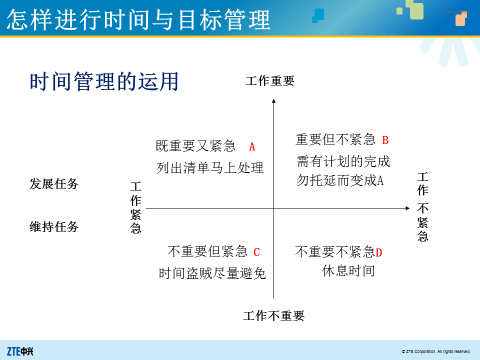 怎样进行时间与目标管理
时间管理的运用
工作重要
既重要又紧急 A
列出清单马上处理
重要但不紧急 B
需有计划的完成
勿托延而变成A
发展任务
维持任务
工作紧急
工作不紧急
不重要但紧急 C
时间盗贼尽量避免
不重要不紧急D
休息时间
工作不重要
ZTE中兴
© ZTE Corporation. All rights reserved.